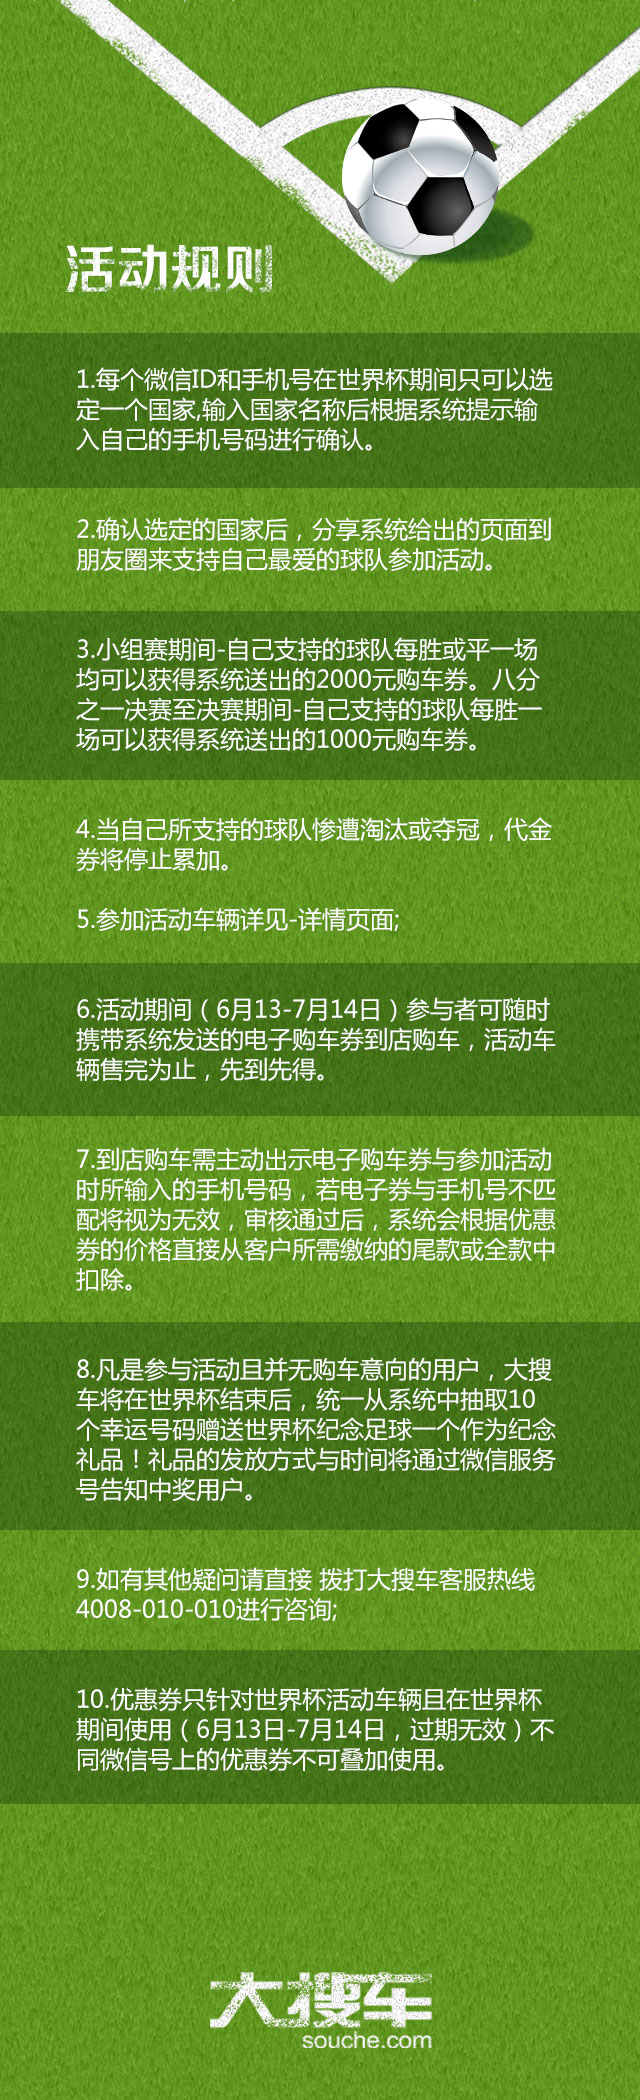 活动规则
1.每个微信ID和手机号在世界杯期间只可以选
定一个国家,输入国家名称后根据系统提示输
入自己的手机号码进行确认。
2.确认选定的国家后，分享系统给出的页面到
朋友圈来支持自己最爱的球队参加活动。
3.小组赛期间-自己支持的球队每胜或平一场
均可以获得系统送出的2000元购车券。八分
之一决赛至决赛期间-自己支持的球队每胜一
场可以获得系统送出的1000元购车券。
4.当自己所支持的球队惨遭淘汰或夺冠，代金
券将停止累加。
5.参加活动车辆详见-详情页面;
6.活动期间（6月13-7月14日）参与者可随时
携带系统发送的电子购车券到店购车，活动车
辆售完为止，先到先得。
7.到店购车需主动出示电子购车券与参加活动
时所输入的手机号码，若电子券与手机号不匹
配将视为无效，审核通过后，系统会根据优惠
券的价格直接从客户所需缴纳的尾款或全款中
扣除。
8.凡是参与活动且并无购车意向的用户，大搜
车将在世界杯结束后，统一从系统中抽取10
个幸运号码赠送世界杯纪念足球一个作为纪念
礼品！礼品的发放方式与时间将通过微信服务
号告知中奖用户。
9.如有其他疑问请直接 拨打大搜车客服热线
4008-010-010进行咨询;
10.优惠券只针对世界杯活动车辆且在世界杯
期间使用（6月13日-7月14日，过期无效）不
同微信号上的优惠券不可叠加使用。
大搜车
souche.com